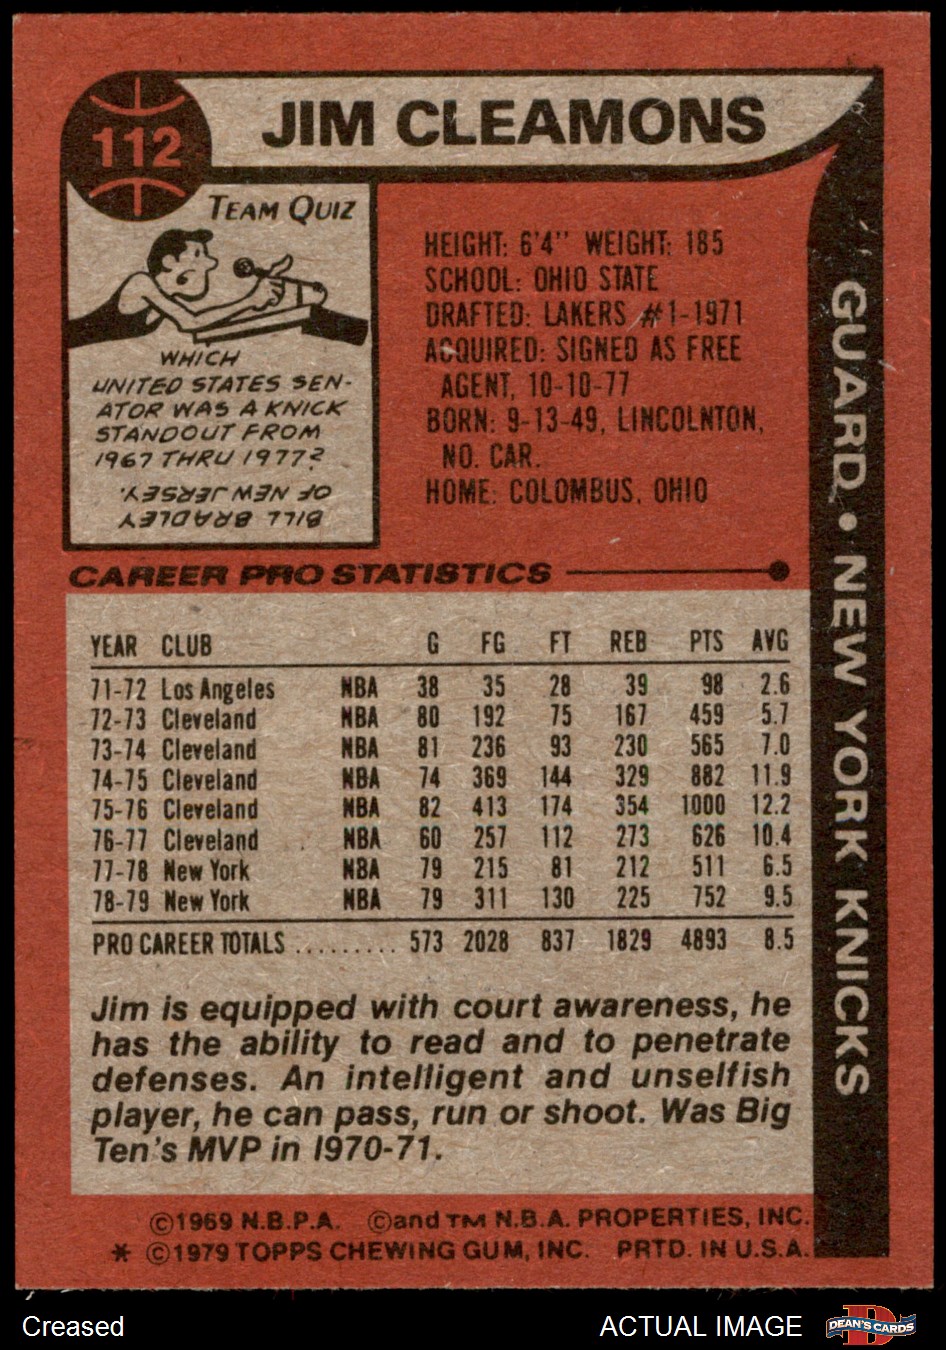 112
JIM CLEAMONS
TEAM QUIZ
WHICH
UNITED STATES SEN-
ATOR WAS A KNICK
STANDOUT FROM
1967 THRU 1977?
BILL BRADLEY
OF NEW JERSEY.
HEIGHT: 6'4" WEIGHT: 185
SCHOOL: OHIO STATE
DRAFTED: LAKERS #1-1971
ACQUIRED: SIGNED AS FREE
AGENT, 10-10-77
BORN: 9-13-49, LINCOLNTON,
NO. CAR.
HOME: COLOMBUS, OHIO
GUARD • NEW YORK KNICKS
CAREER PRO STATISTICS
YEAR CLUB G FG FT REB PTS AVG
71-72 Los Angeles NBA 38 35 28 39 98 2.6
72-73 Cleveland NBA 80 192 75 167 459 5.7
73-74 Cleveland NBA 81 236 93 230 565 7.0
74-75 Cleveland NBA 74 369 144 329 882 11.9
75-76 Cleveland NBA 82 413 174 354 1000 12.2
76-77 Cleveland NBA 60 257 112 273 626 10.4
77-78 New York NBA 79 215 81 212 511 6.5
78-79 New York NBA 79 311 130 225 752 9.5
PRO CAREER TOTALS ......... 573 2028 837 1829 4893 8.5
Jim is equipped with court awareness, he
has the ability to read and to penetrate
defenses. An intelligent and unselfish
player, he can pass, run or shoot. Was Big
Ten's MVP in 1970-71.
©1969 N.B.P.A. ©and TM N.B.A. PROPERTIES, INC.
* ©1979 TOPPS CHEWING GUM, INC. PRTD. IN U.S.A.
Creased
ACTUAL IMAGE
D
DEAN'S CARDS